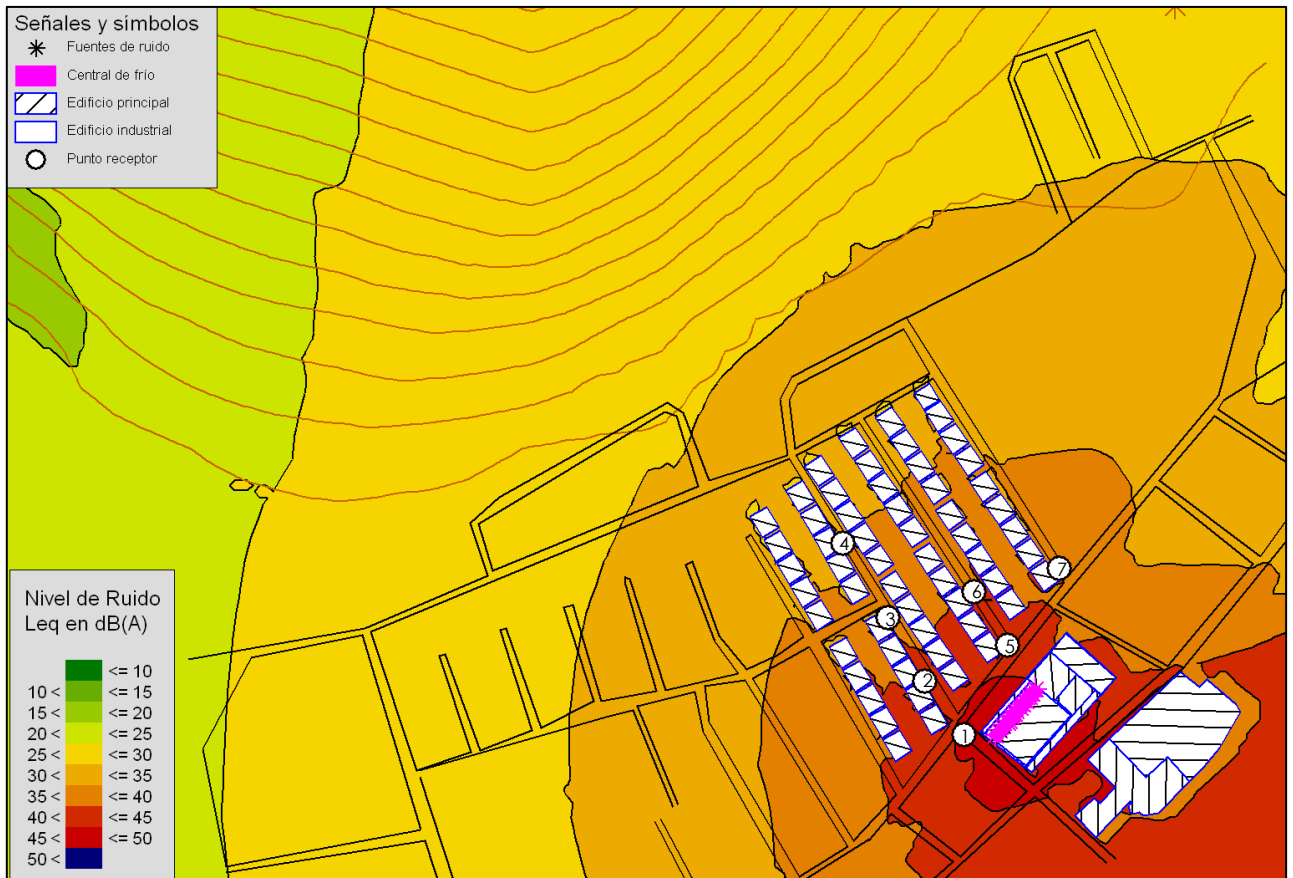 Señales y símbolos
Fuentes de ruido
Central de frío
Edificio principal
Edificio industrial
Punto receptor
4
7
6
3
5
2
1
Nivel de Ruido
Leq en dB(A)
<= 10
10 < <= 15
15 < <= 20
20 < <= 25
25 < <= 30
30 < <= 35
35 < <= 40
40 < <= 45
45 < <= 50
50 <